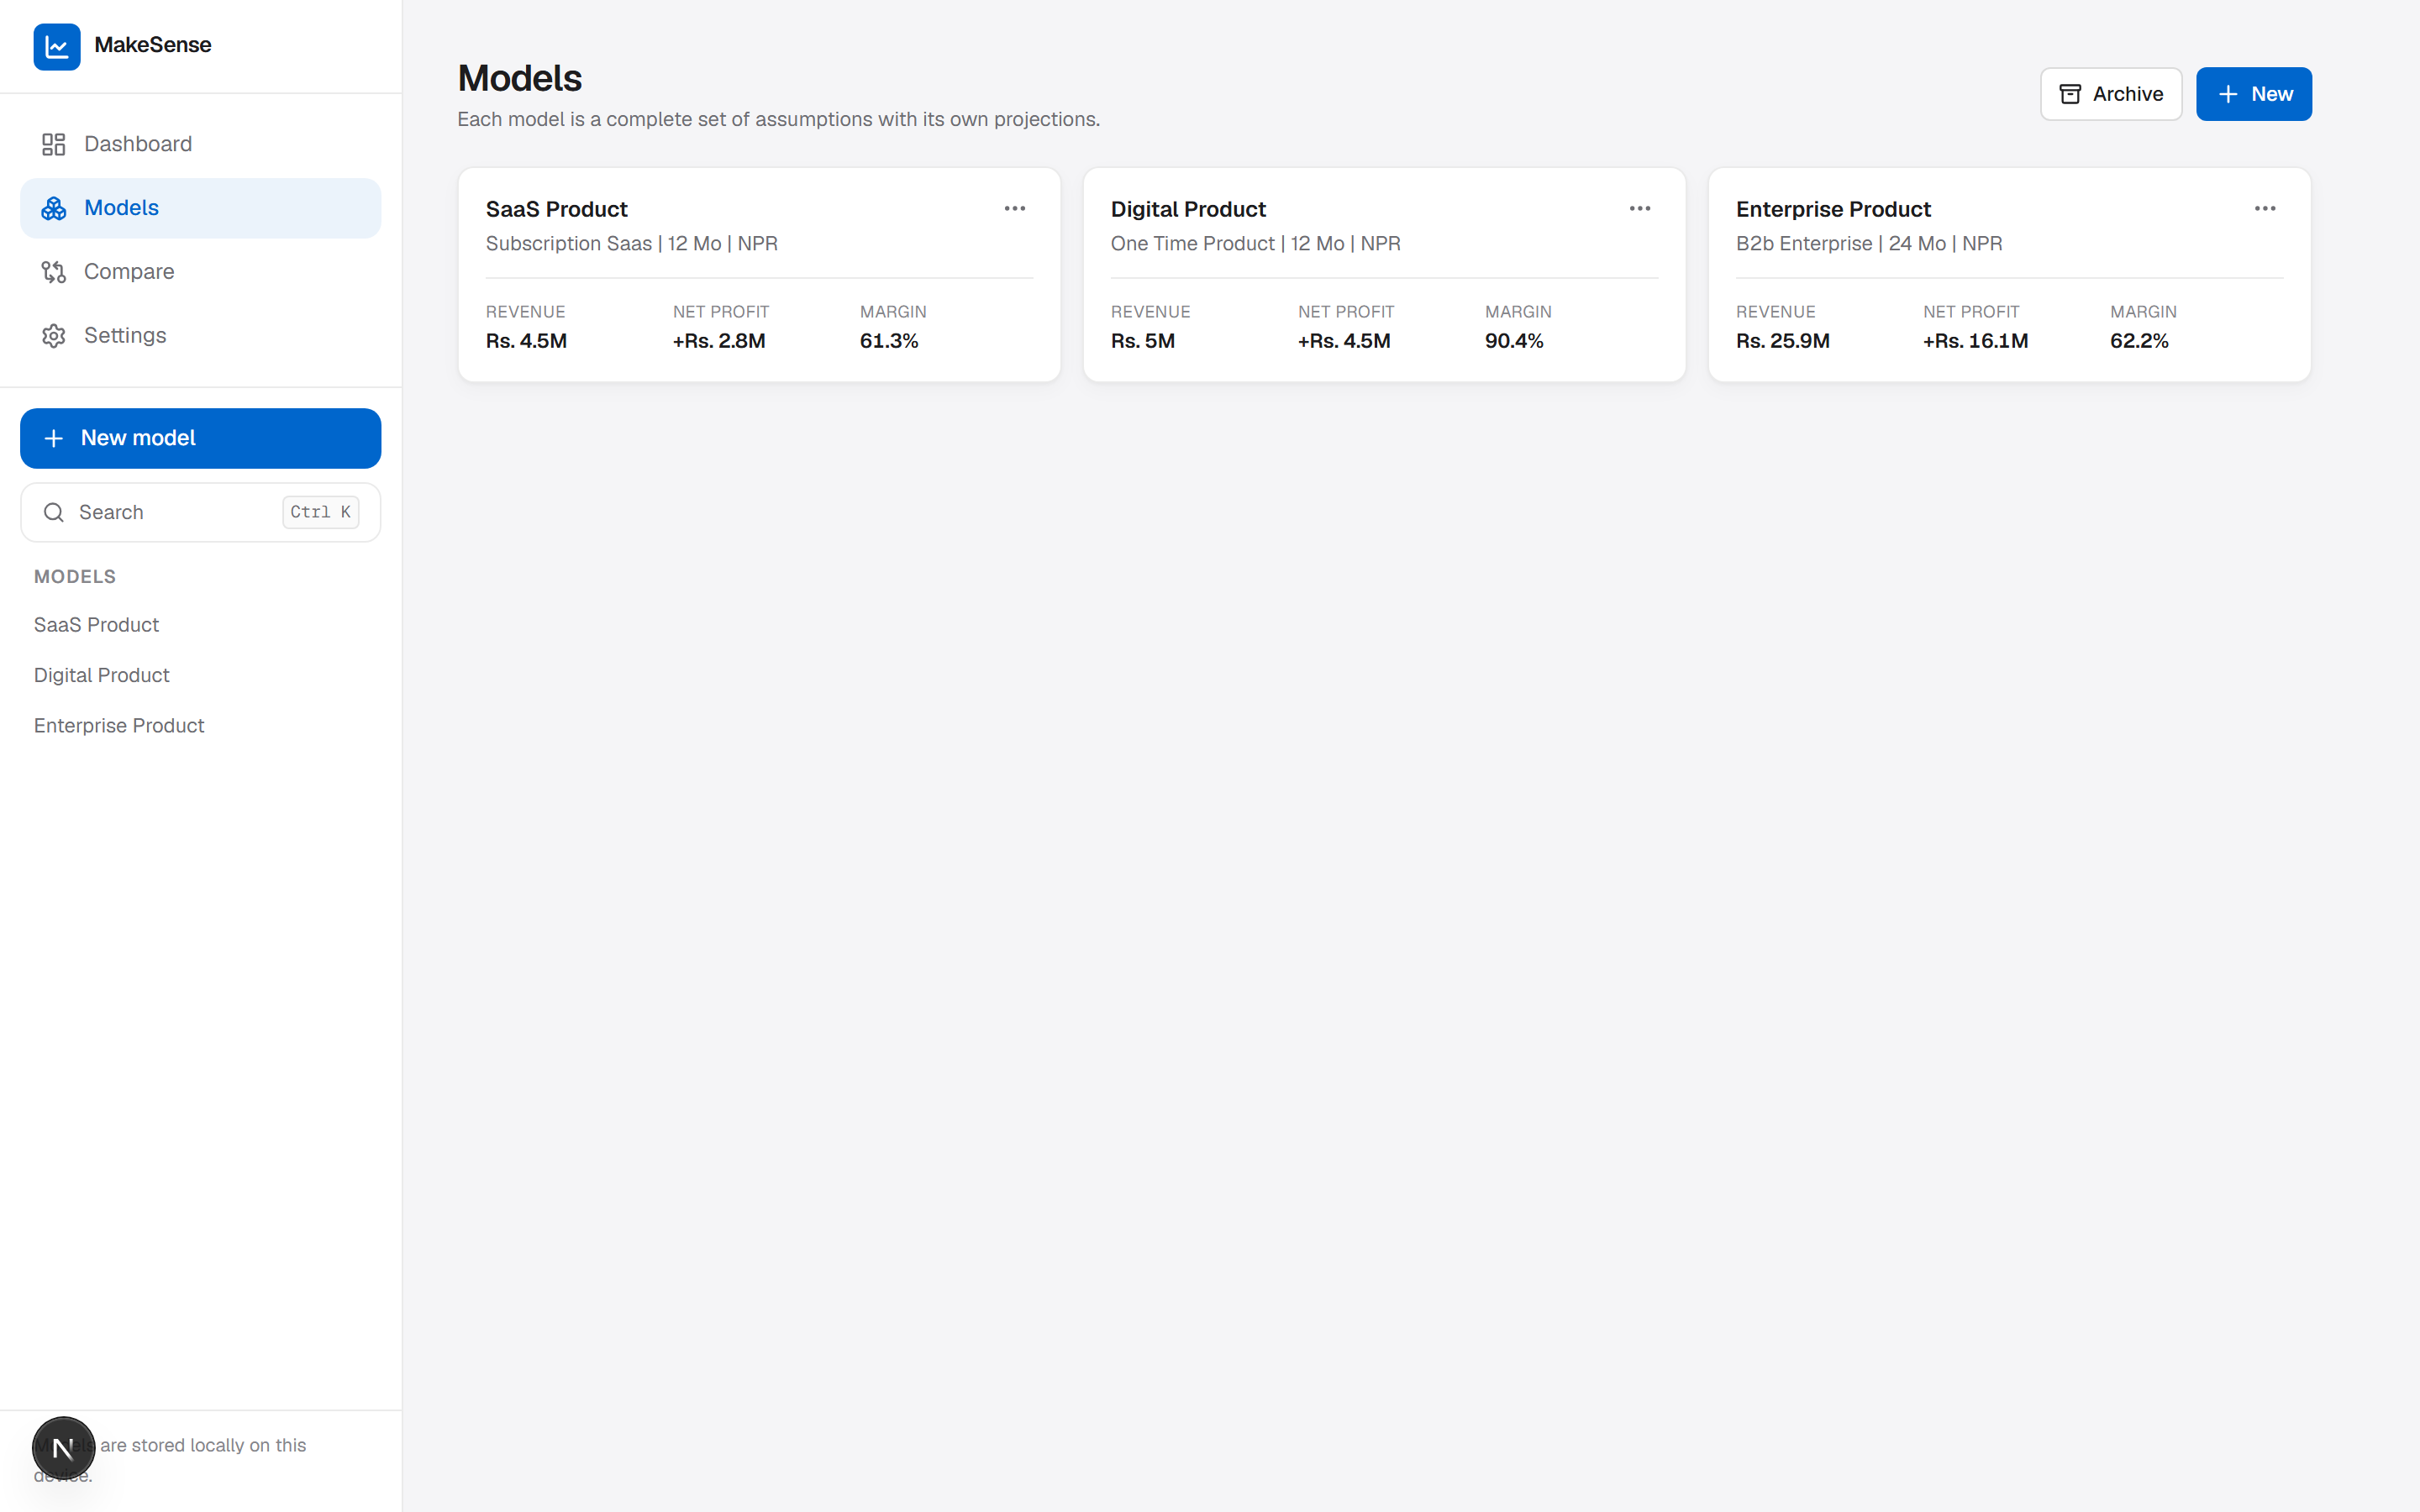 MakeSense
Dashboard
Models
Compare
Settings
New model
Search Ctrl K
MODELS
SaaS Product
Digital Product
Enterprise Product
N
are stored locally on this
device.
Models
Each model is a complete set of assumptions with its own projections.
Archive
New
SaaS Product
Subscription Saas | 12 Mo | NPR
REVENUE NET PROFIT MARGIN
Rs. 4.5M +Rs. 2.8M 61.3%
Digital Product
One Time Product | 12 Mo | NPR
REVENUE NET PROFIT MARGIN
Rs. 5M +Rs. 4.5M 90.4%
Enterprise Product
B2b Enterprise | 24 Mo | NPR
REVENUE NET PROFIT MARGIN
Rs. 25.9M +Rs. 16.1M 62.2%